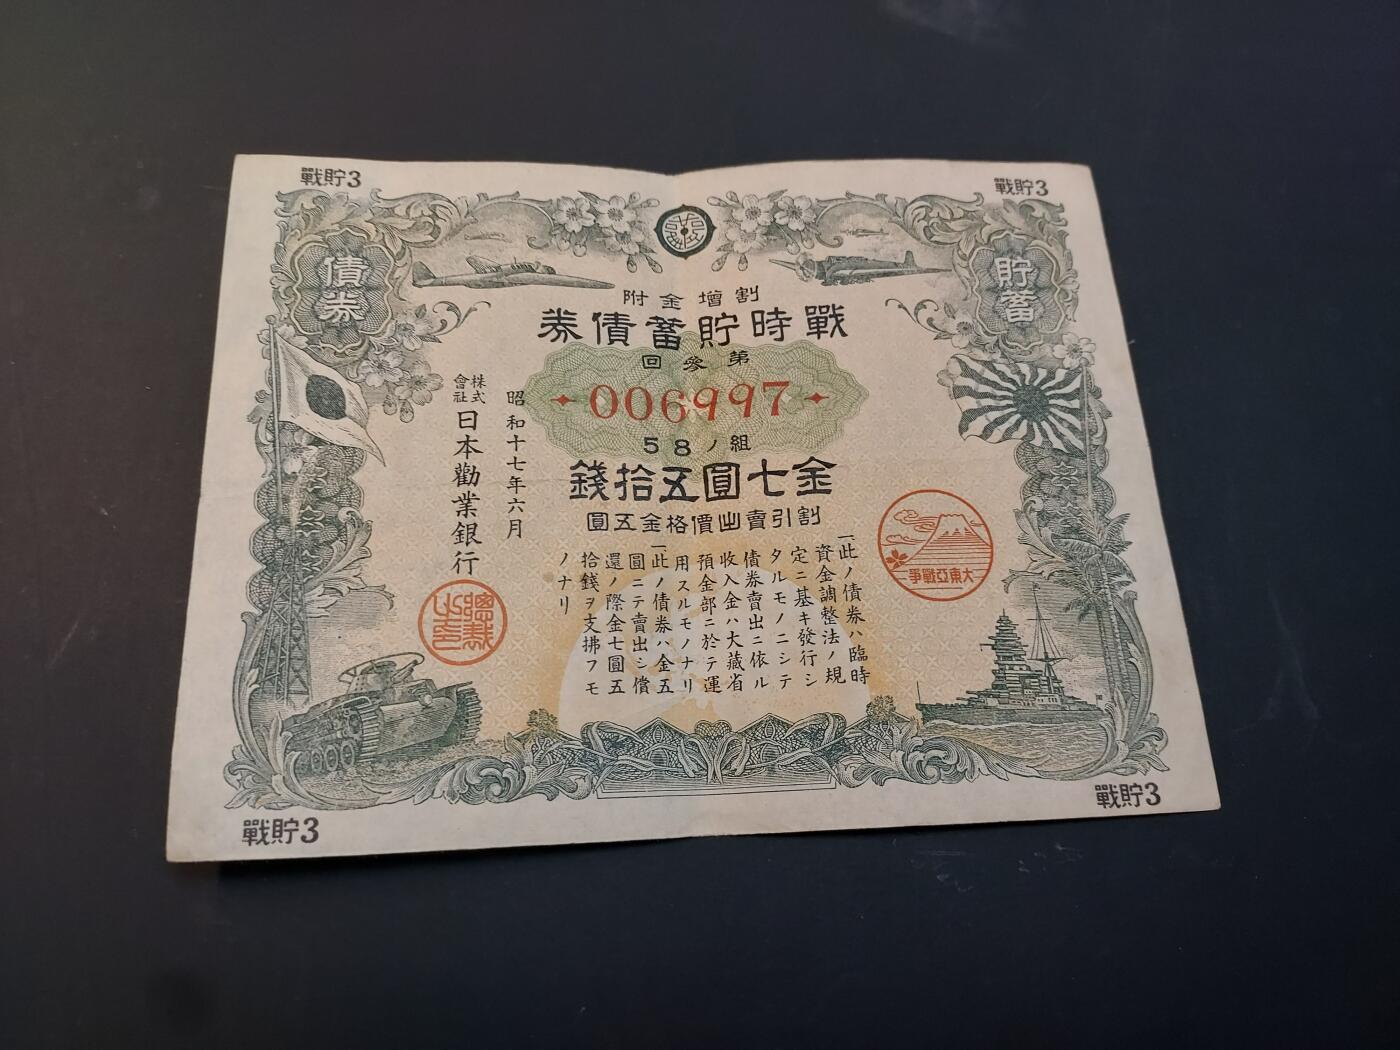 戰貯3
戰貯3
債券
貯蓄
附金增割
券債蓄貯時戰
回參第
006997
58ノ組
錢拾五圓七金
圓五金格價出賣引割
一此ノ債券ハ臨時
資金調整法ノ規
定ニ基キ發行シ
タルモノニシテ
債券賣出ニ依ル
收入金ハ大藏省
預金部ニ於テ運
用スルモノナリ
一此ノ債券ハ金五
圓ニテ賣出シ償
還ノ際金七圓五
拾錢ヲ支拂フモ
ノナリ
昭和十七年六月
株式會社日本勸業銀行
爭戰亞東大
戰貯3
戰貯3